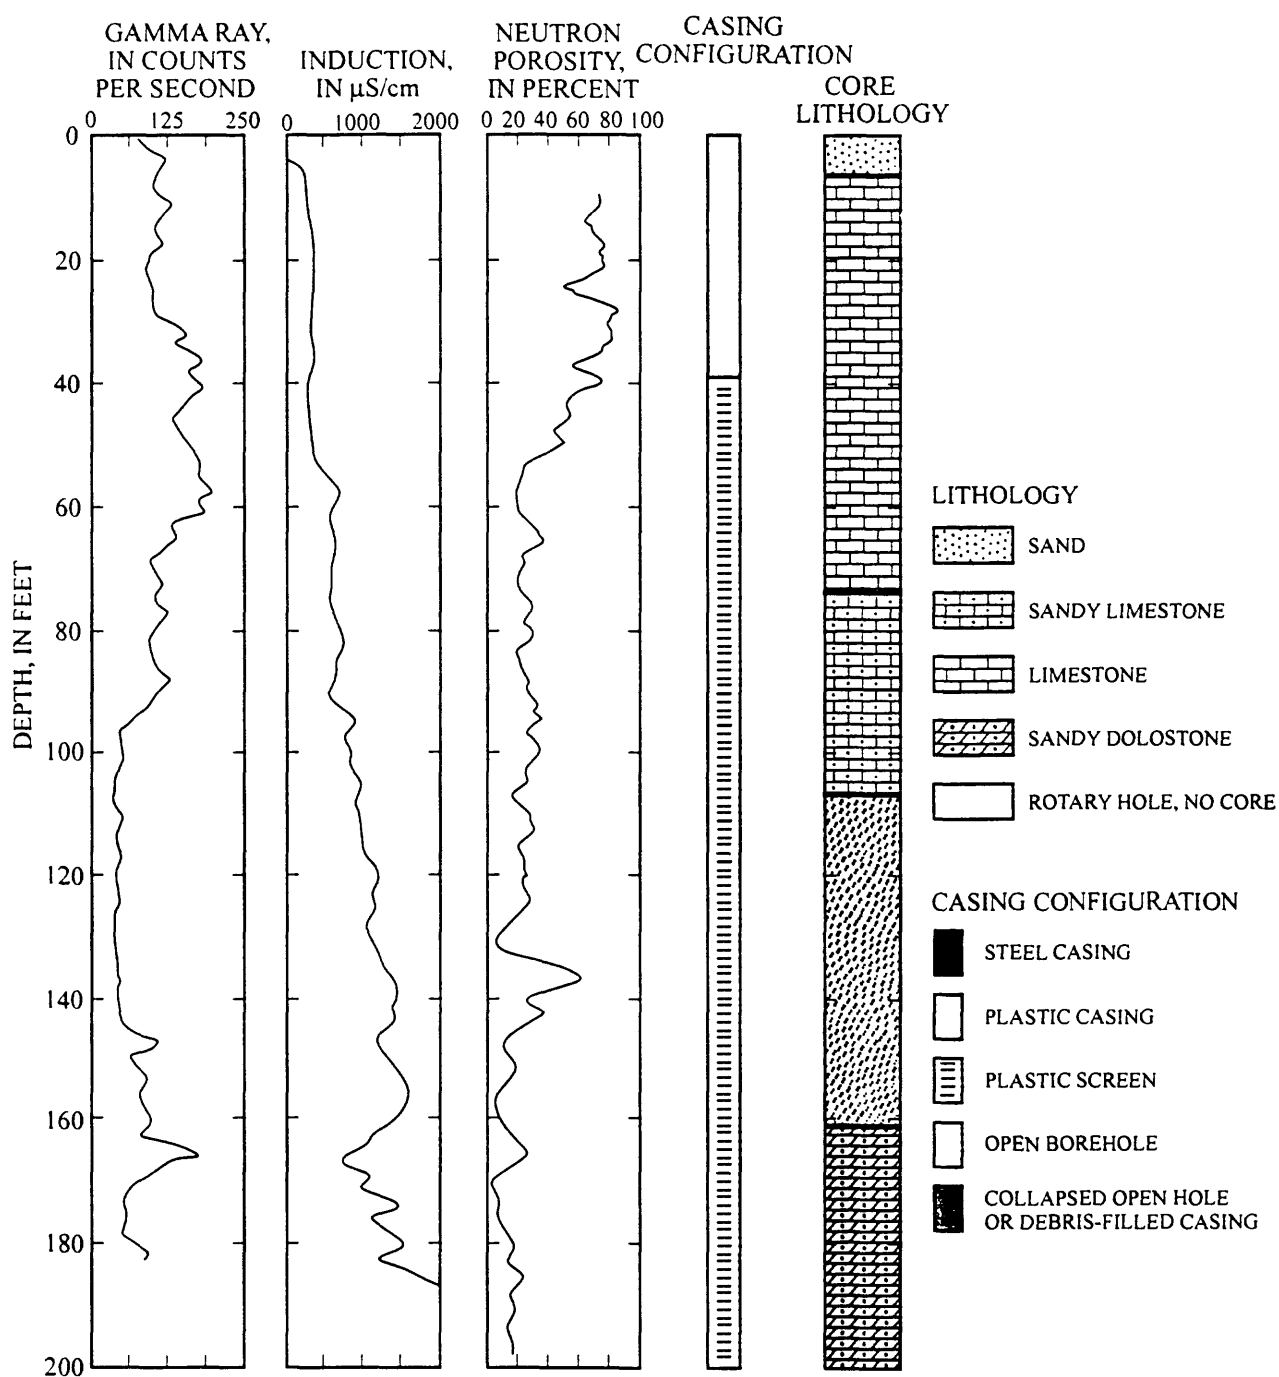 GAMMA RAY,
IN COUNTS
PER SECOND
0 125 250
INDUCTION,
IN µS/cm
0 1000 2000
NEUTRON
POROSITY,
IN PERCENT
0 20 40 60 80 100
CASING
CONFIGURATION
CORE
LITHOLOGY
DEPTH, IN FEET
0
20
40
60
80
100
120
140
160
180
200
LITHOLOGY
SAND
SANDY LIMESTONE
LIMESTONE
SANDY DOLOSTONE
ROTARY HOLE, NO CORE
CASING CONFIGURATION
STEEL CASING
PLASTIC CASING
PLASTIC SCREEN
OPEN BOREHOLE
COLLAPSED OPEN HOLE
OR DEBRIS-FILLED CASING